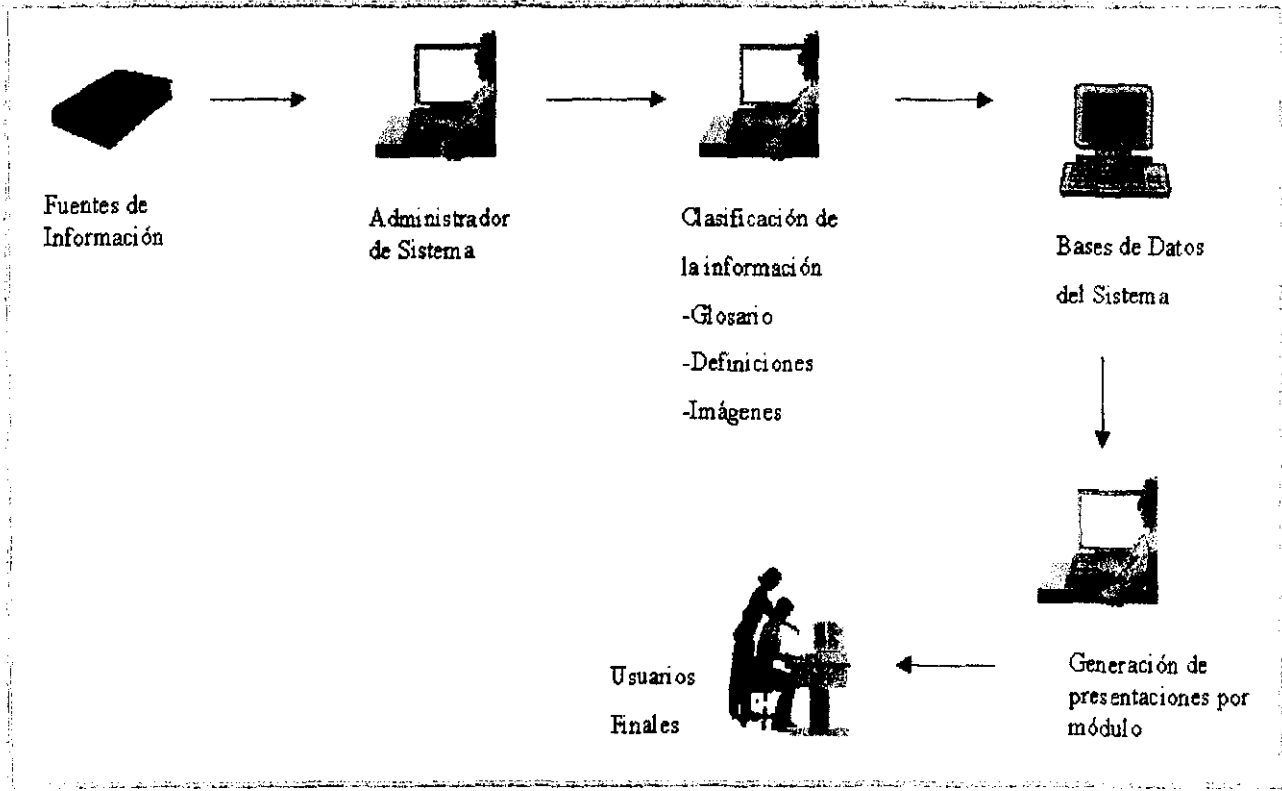 Fuentes de
Información
Administrador
de Sistema
Clasificación de
la información
-Glosario
-Definiciones
-Imágenes
Bases de Datos
del Sistema
Generación de
presentaciones por
módulo
Usuarios
Finales